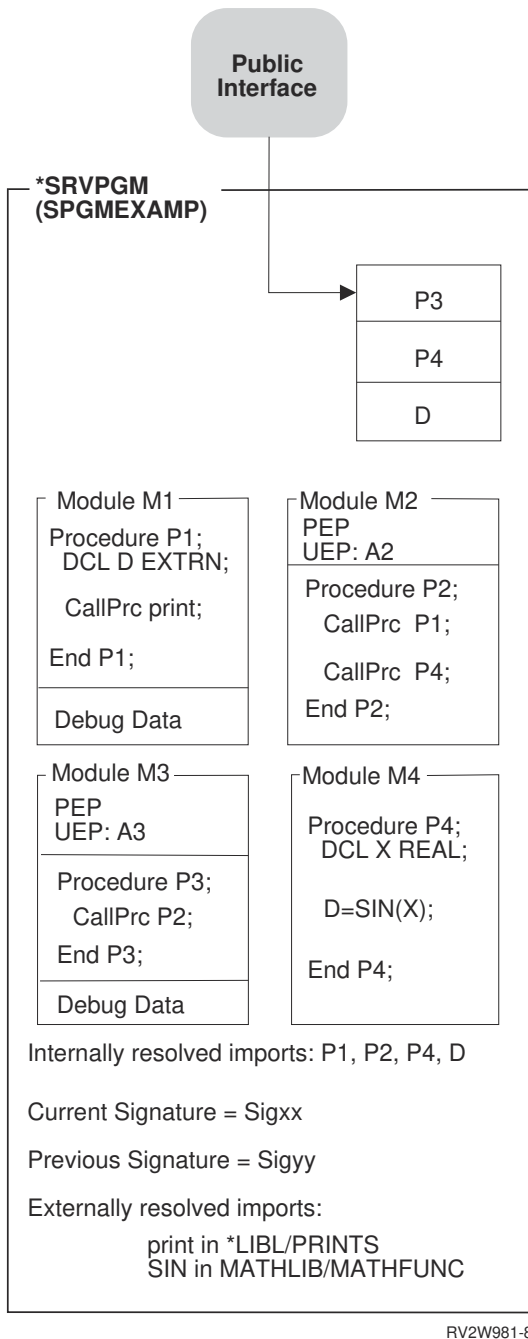 Public
Interface
*SRVPGM
(SPGMEXAMP)
P3
P4
D
Module M1
Procedure P1;
DCL D EXTRN;
CallPrc print;
End P1;
Debug Data
Module M2
PEP
UEP: A2
Procedure P2;
CallPrc P1;
CallPrc P4;
End P2;
Module M3
PEP
UEP: A3
Procedure P3;
CallPrc P2;
End P3;
Debug Data
Module M4
Procedure P4;
DCL X REAL;
D=SIN(X);
End P4;
Internally resolved imports: P1, P2, P4, D
Current Signature = Sigxx
Previous Signature = Sigyy
Externally resolved imports:
print in *LIBL/PRINTS
SIN in MATHLIB/MATHFUNC
RV2W981-8